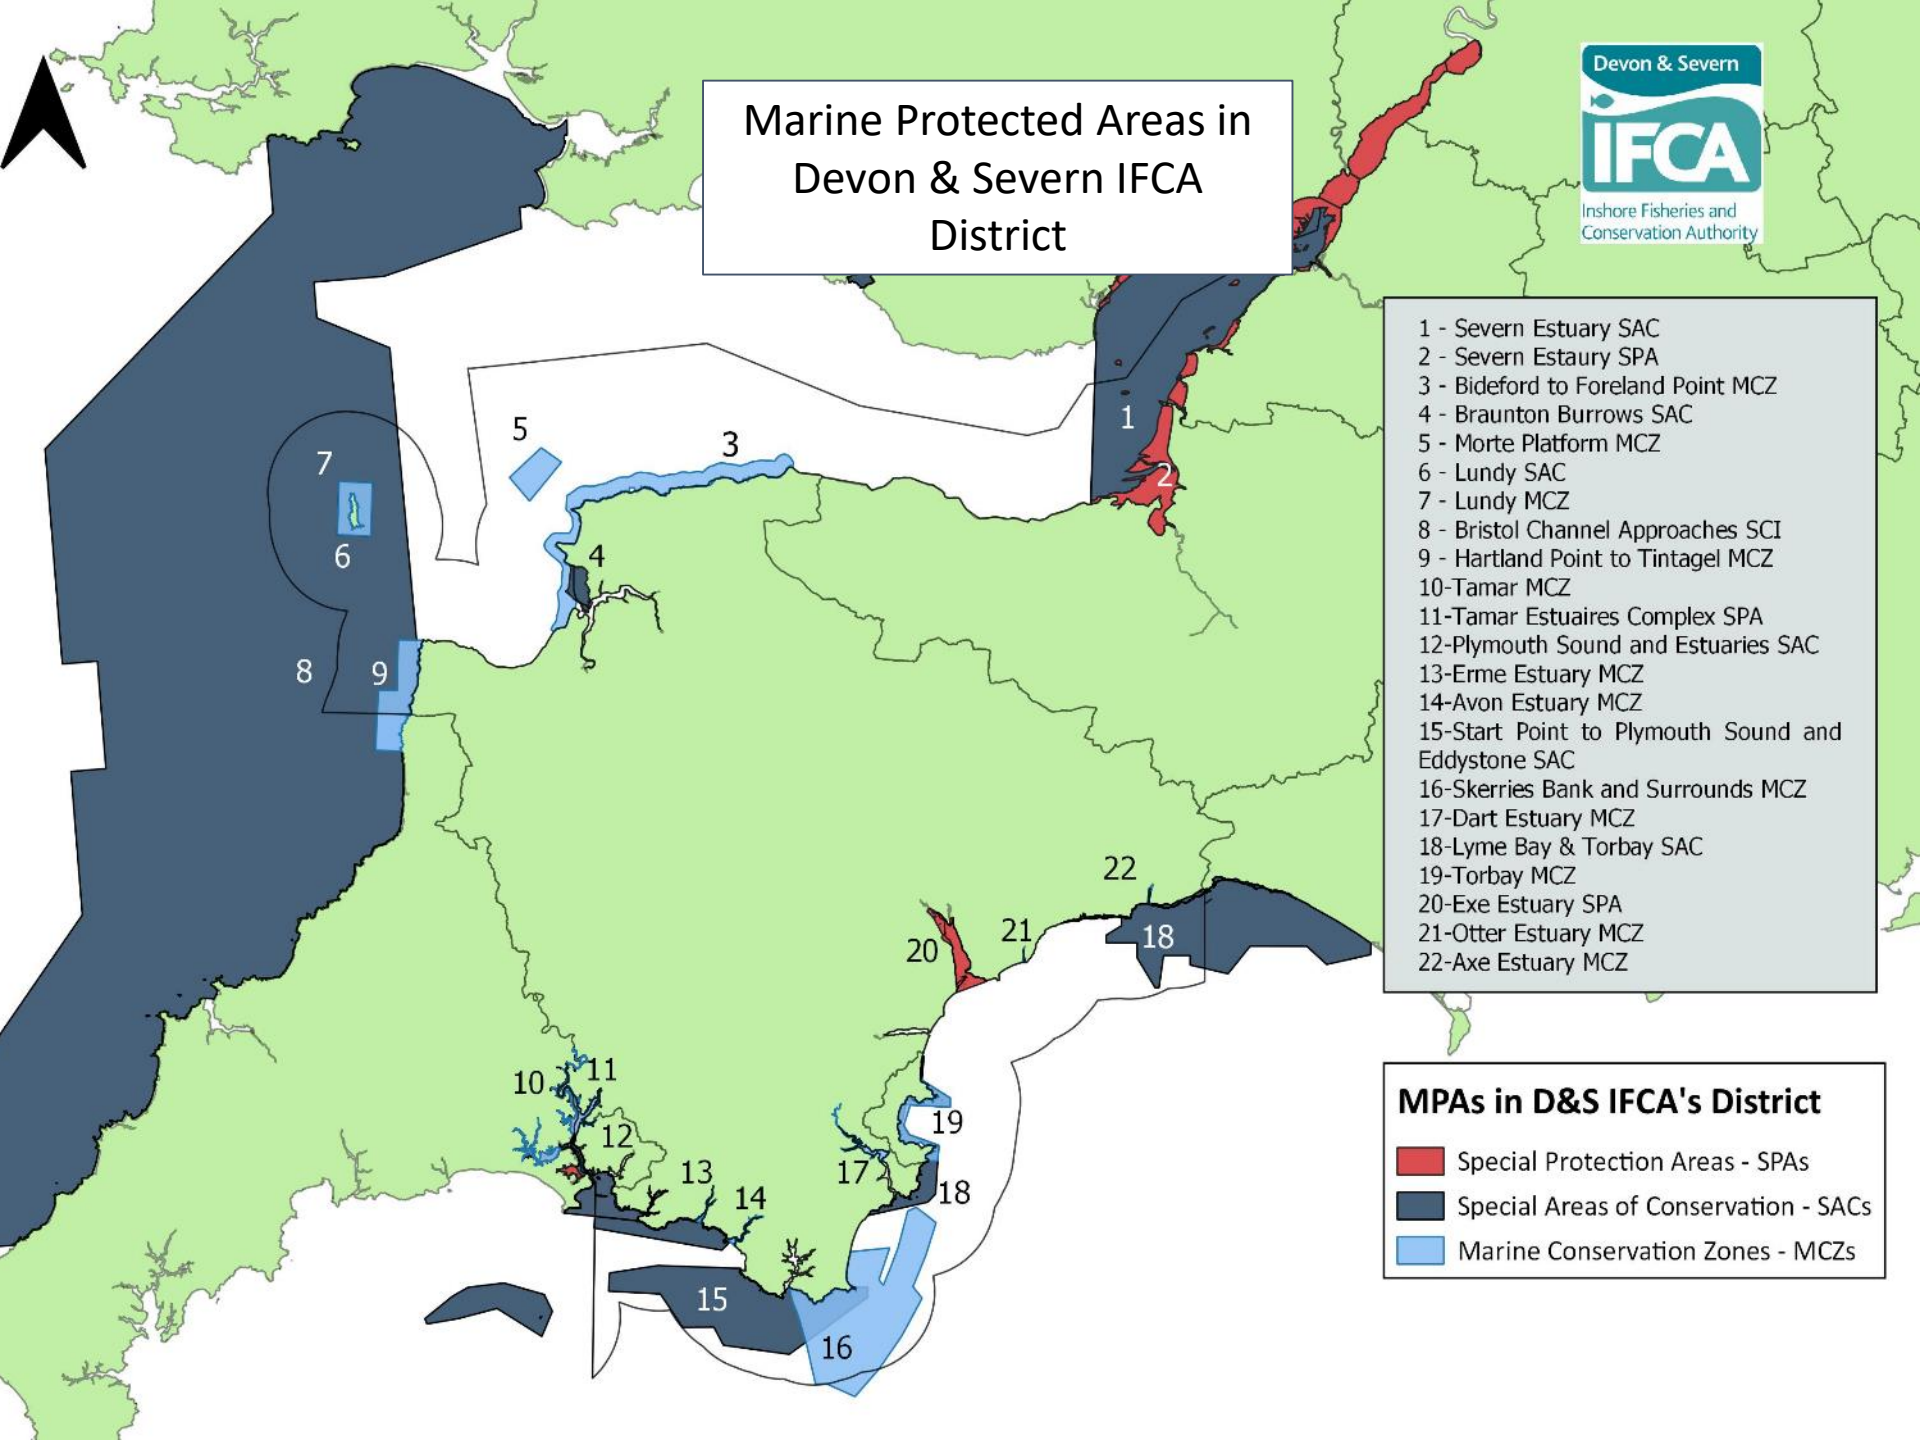 Marine Protected Areas in
Devon & Severn IFCA
District
Devon & Severn
IFCA
Inshore Fisheries and
Conservation Authority
1 - Severn Estuary SAC
2 - Severn Estaury SPA
3 - Bideford to Foreland Point MCZ
4 - Braunton Burrows SAC
5 - Morte Platform MCZ
6 - Lundy SAC
7 - Lundy MCZ
8 - Bristol Channel Approaches SCI
9 - Hartland Point to Tintagel MCZ
10-Tamar MCZ
11-Tamar Estuaires Complex SPA
12-Plymouth Sound and Estuaries SAC
13-Erme Estuary MCZ
14-Avon Estuary MCZ
15-Start Point to Plymouth Sound and
Eddystone SAC
16-Skerries Bank and Surrounds MCZ
17-Dart Estuary MCZ
18-Lyme Bay & Torbay SAC
19-Torbay MCZ
20-Exe Estuary SPA
21-Otter Estuary MCZ
22-Axe Estuary MCZ
MPAs in D&S IFCA's District
Special Protection Areas - SPAs
Special Areas of Conservation - SACs
Marine Conservation Zones - MCZs
1
2
3
5
7
6
4
8
9
22
21
20
18
10
11
12
13
14
17
19
18
15
16